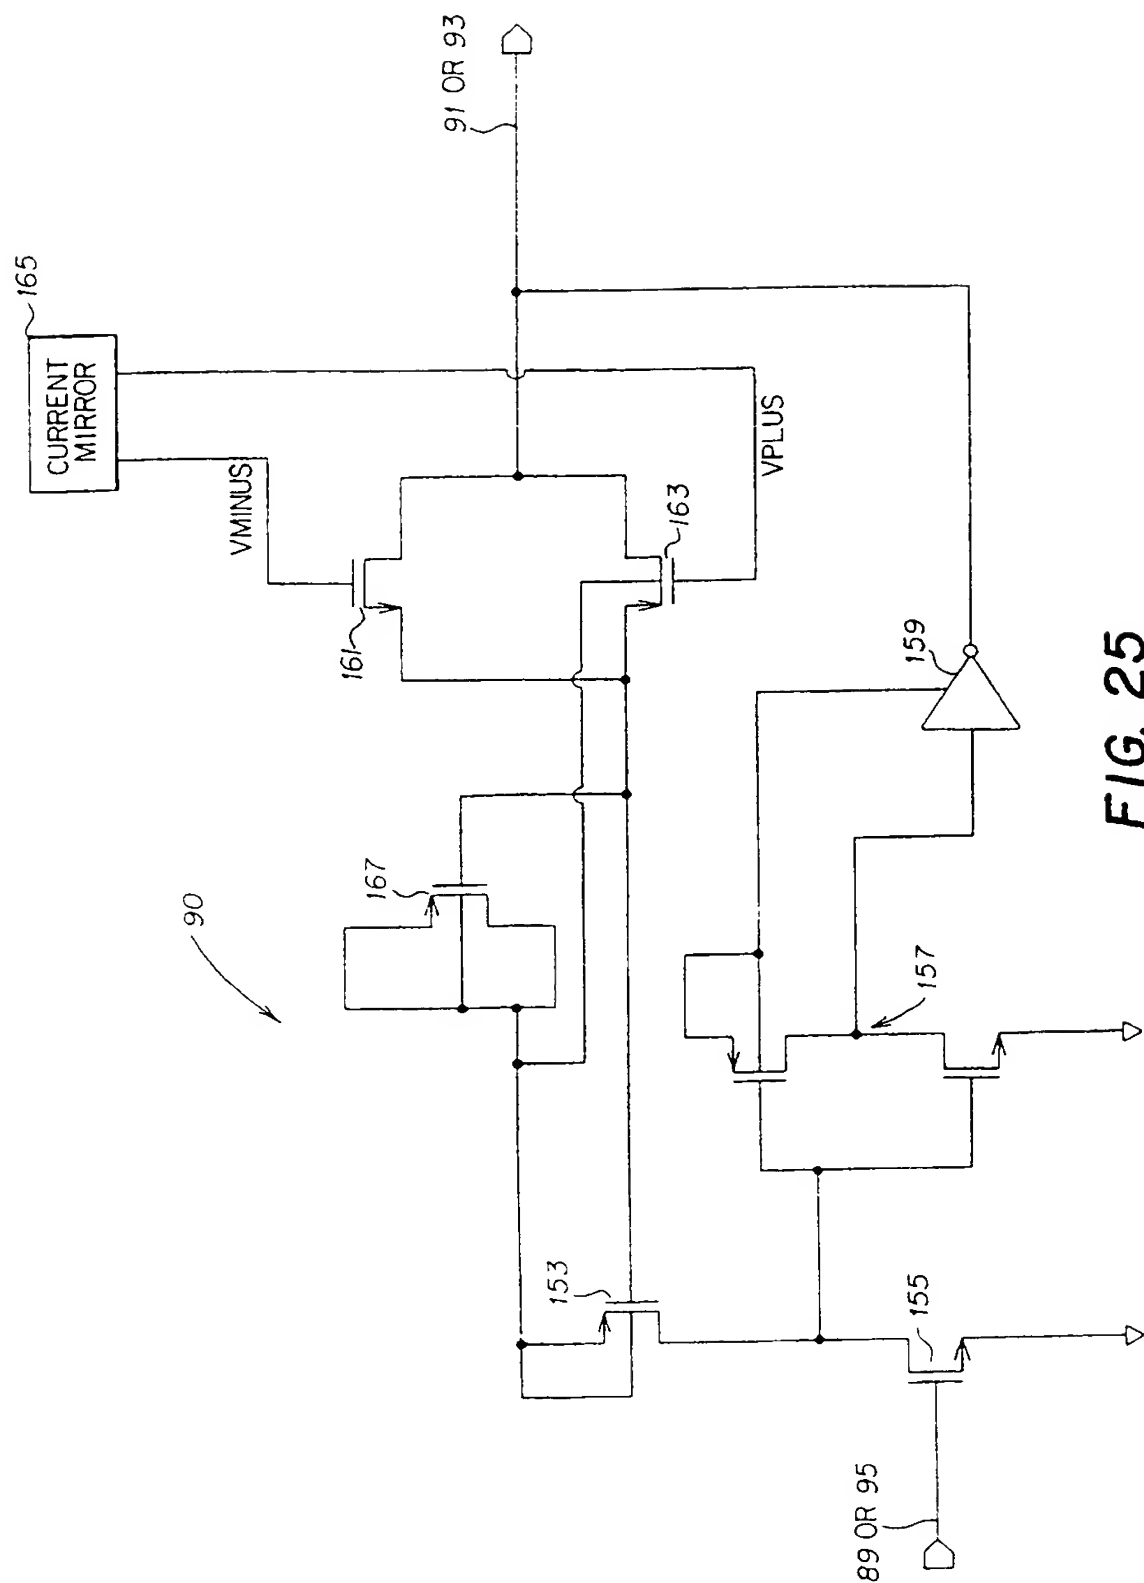 165
CURRENT
MIRROR
91 OR 93
VMINUS
VPLUS
161
163
167
90
159
157
153
155
89 OR 95
FIG. 25